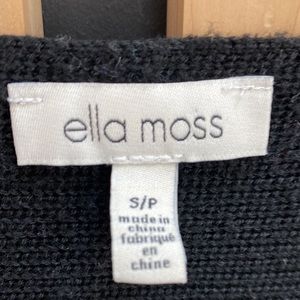 ella moss
S/P
made in
china
fabriqué
en
chine